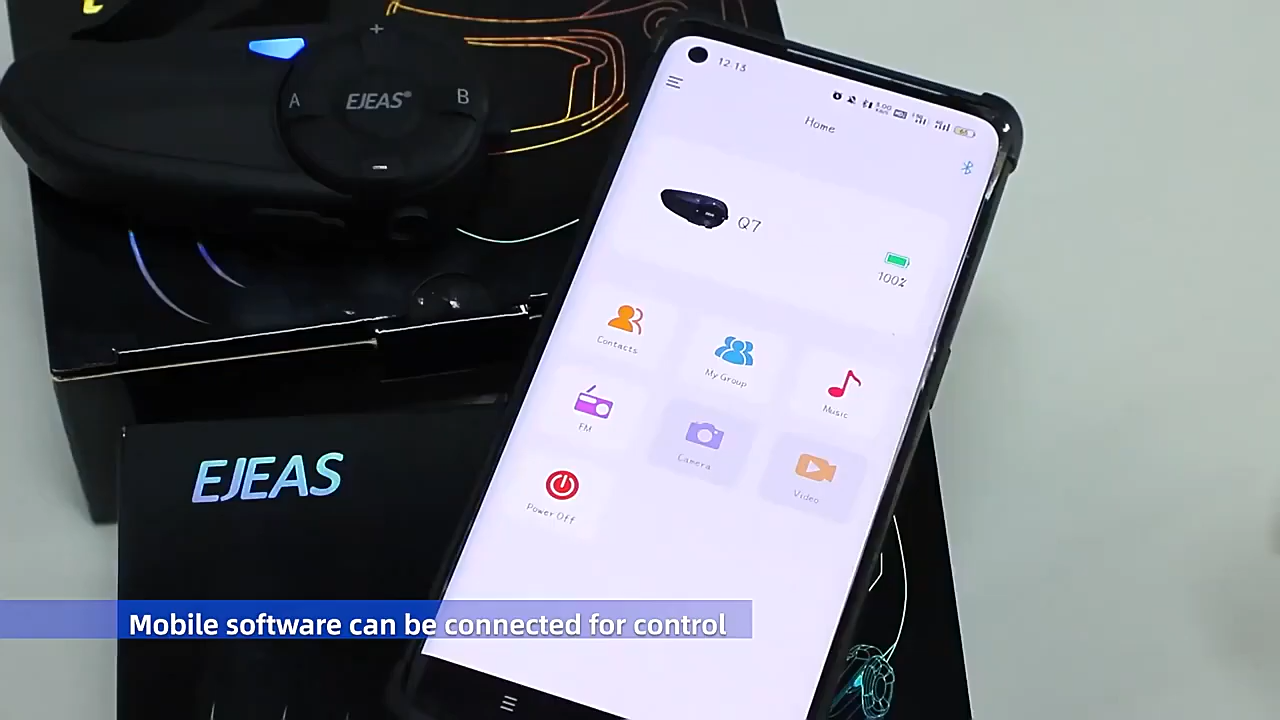 +
A
EJEAS®
B
-
12:13
Home
Q7
100%
Contacts
My Group
Music
FM
Camera
Video
Power Off
EJEAS
Mobile software can be connected for control